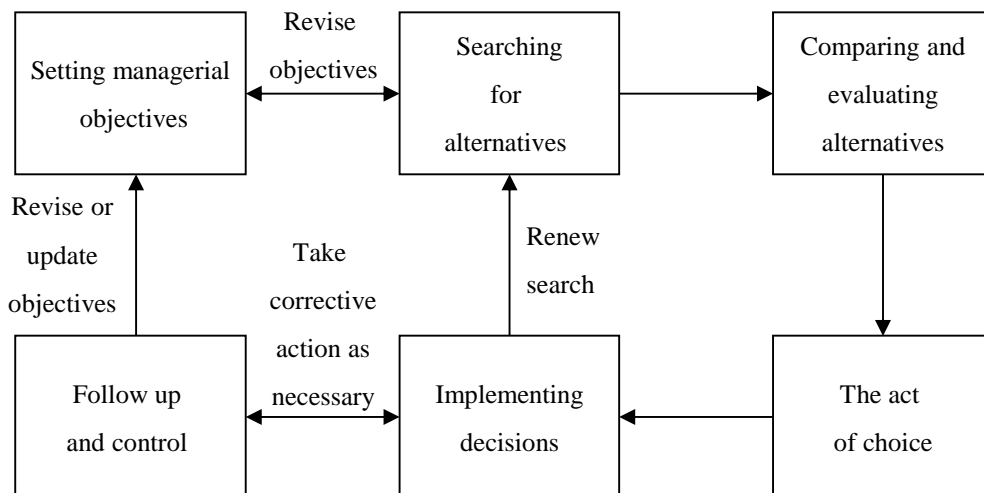 Setting managerial
objectives
Revise
objectives
Searching
for
alternatives
Comparing and
evaluating
alternatives
Revise or
update
objectives
Take
corrective
action as
necessary
Renew
search
Follow up
and control
Implementing
decisions
The act
of choice